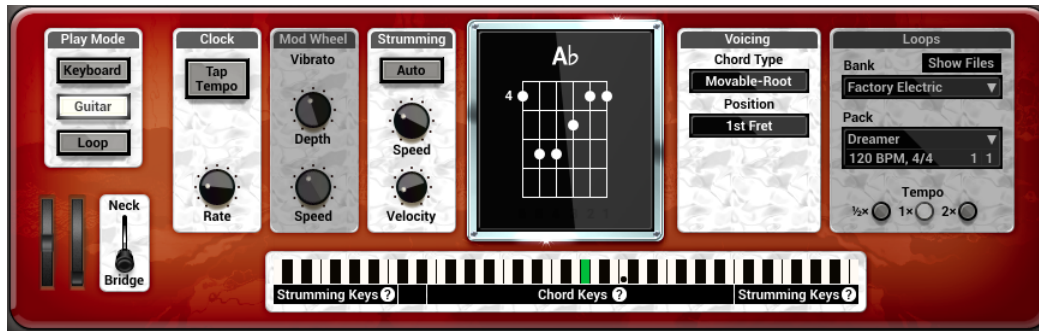 Play Mode
Keyboard
Guitar
Loop
Neck
Bridge
Clock
Tap
Tempo
Rate
Mod Wheel
Vibrato
Depth
Speed
Strumming
Auto
Speed
Velocity
A♭
4
Voicing
Chord Type
Movable-Root
Position
1st Fret
Loops
Bank
Show Files
Factory Electric
Pack
Dreamer
120 BPM, 4/4 1 1
Tempo
½× 1× 2×
Strumming Keys ? Chord Keys ? Strumming Keys ?